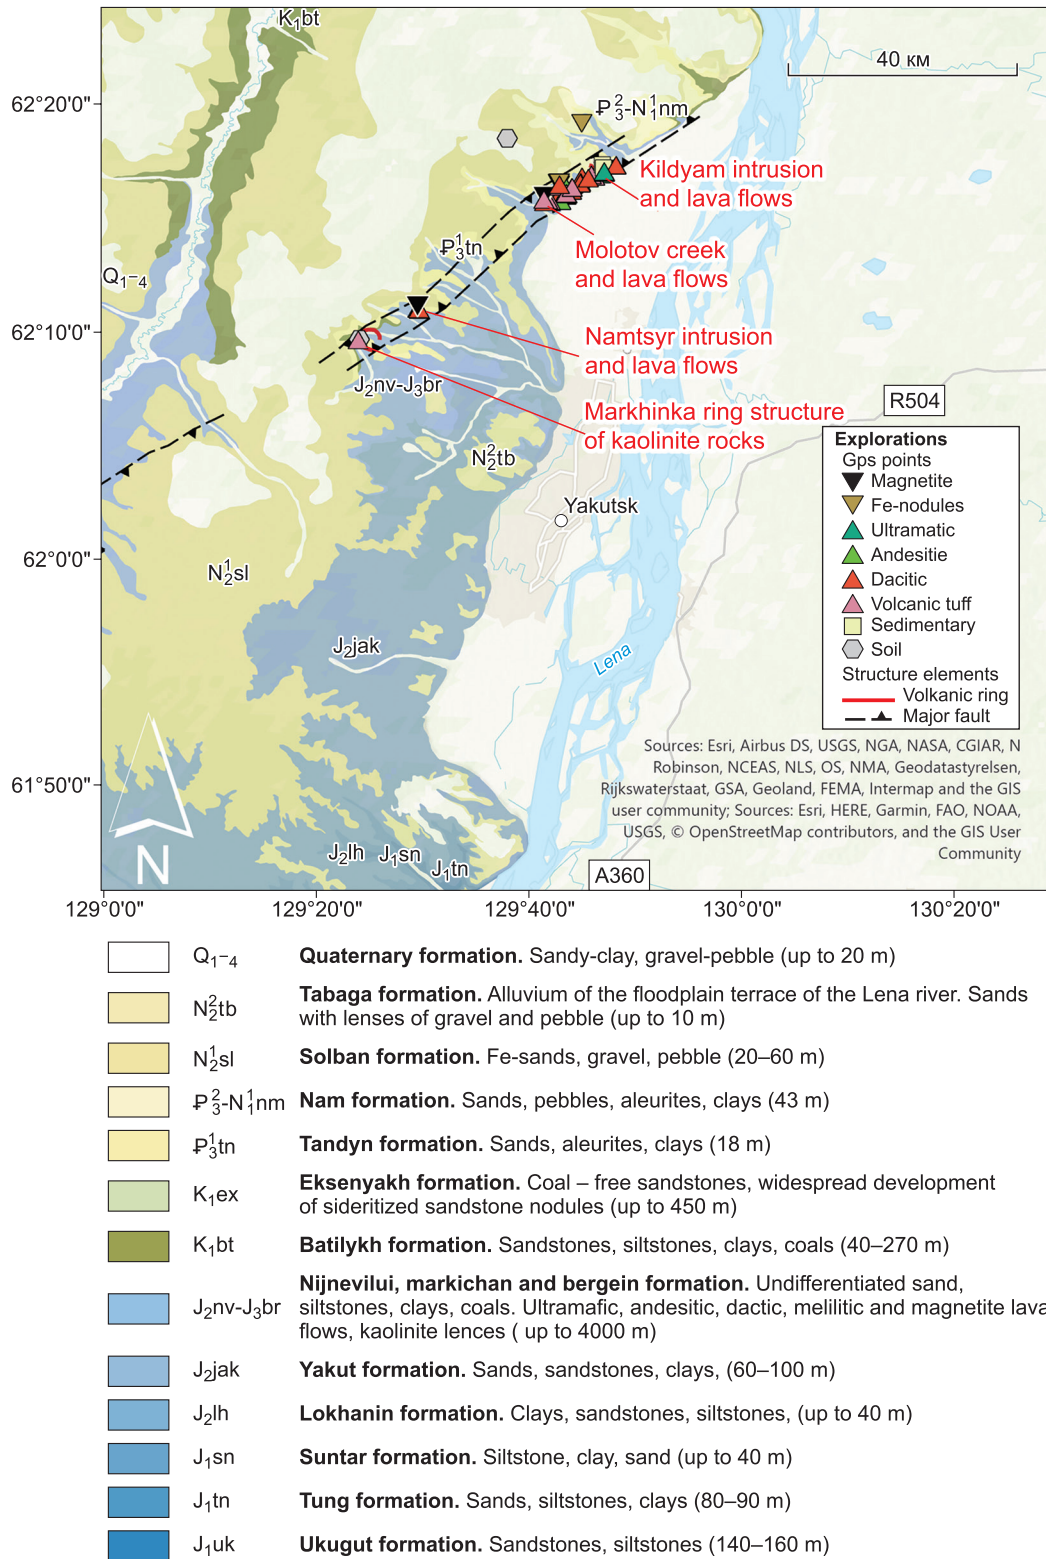 K₁bt
40 км
62°20'0"
P̶²₃-N¹₁nm
Kildyam intrusion
and lava flows
Molotov creek
and lava flows
P̶¹₃tn
Q₁₋₄
62°10'0"
Namtsyr intrusion
and lava flows
J₂nv-J₃br
Markhinka ring structure
of kaolinite rocks
R504
N²₂tb
Yakutsk
62°0'0"
N¹₂sl
J₂jak
Lena
Explorations
Gps points
Magnetite
Fe-nodules
Ultramatic
Andesitie
Dacitic
Volcanic tuff
Sedimentary
Soil
Structure elements
Volkanic ring
Major fault
Sources: Esri, Airbus DS, USGS, NGA, NASA, CGIAR, N
Robinson, NCEAS, NLS, OS, NMA, Geodatastyrelsen,
Rijkswaterstaat, GSA, Geoland, FEMA, Intermap and the GIS
user community; Sources: Esri, HERE, Garmin, FAO, NOAA,
USGS, © OpenStreetMap contributors, and the GIS User
Community
61°50'0"
J₂lh
J₁sn
J₁tn
A360
N
129°0'0" 129°20'0" 129°40'0" 130°0'0" 130°20'0"
Q₁₋₄ Quaternary formation. Sandy-clay, gravel-pebble (up to 20 m)
N²₂tb Tabaga formation. Alluvium of the floodplain terrace of the Lena river. Sands
with lenses of gravel and pebble (up to 10 m)
N¹₂sl Solban formation. Fe-sands, gravel, pebble (20–60 m)
P̶²₃-N¹₁nm Nam formation. Sands, pebbles, aleurites, clays (43 m)
P̶¹₃tn Tandyn formation. Sands, aleurites, clays (18 m)
K₁ex Eksenyakh formation. Coal – free sandstones, widespread development
of sideritized sandstone nodules (up to 450 m)
K₁bt Batilykh formation. Sandstones, siltstones, clays, coals (40–270 m)
J₂nv-J₃br Nijnevilui, markichan and bergein formation. Undifferentiated sand,
siltstones, clays, coals. Ultramafic, andesitic, dactic, melilitic and magnetite lava
flows, kaolinite lences ( up to 4000 m)
J₂jak Yakut formation. Sands, sandstones, clays, (60–100 m)
J₂lh Lokhanin formation. Clays, sandstones, siltstones, (up to 40 m)
J₁sn Suntar formation. Siltstone, clay, sand (up to 40 m)
J₁tn Tung formation. Sands, siltstones, clays (80–90 m)
J₁uk Ukugut formation. Sandstones, siltstones (140–160 m)